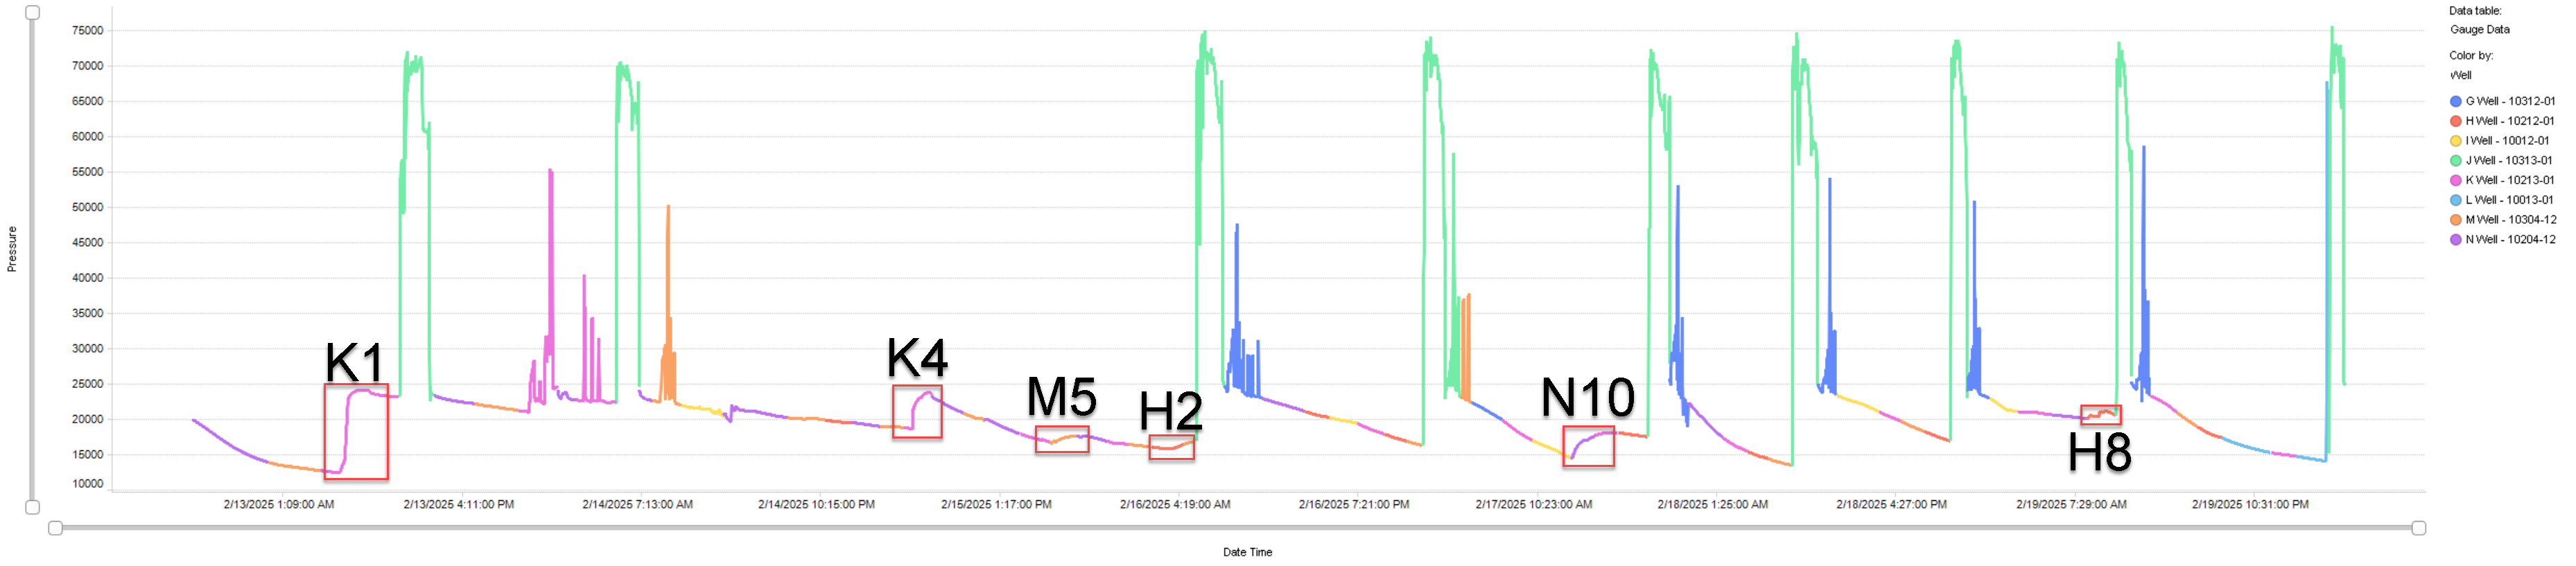 Data table:
Gauge Data
Color by:
Well
G Well - 10312-01
H Well - 10212-01
I Well - 10012-01
J Well - 10313-01
K Well - 10213-01
L Well - 10013-01
M Well - 10304-12
N Well - 10204-12
Pressure
75000
70000
65000
60000
55000
50000
45000
40000
35000
30000
25000
20000
15000
10000
K1
K4
M5
H2
N10
H8
2/13/2025 1:09:00 AM
2/13/2025 4:11:00 PM
2/14/2025 7:13:00 AM
2/14/2025 10:15:00 PM
2/15/2025 1:17:00 PM
2/16/2025 4:19:00 AM
2/16/2025 7:21:00 PM
2/17/2025 10:23:00 AM
2/18/2025 1:25:00 AM
2/18/2025 4:27:00 PM
2/19/2025 7:29:00 AM
2/19/2025 10:31:00 PM
Date Time